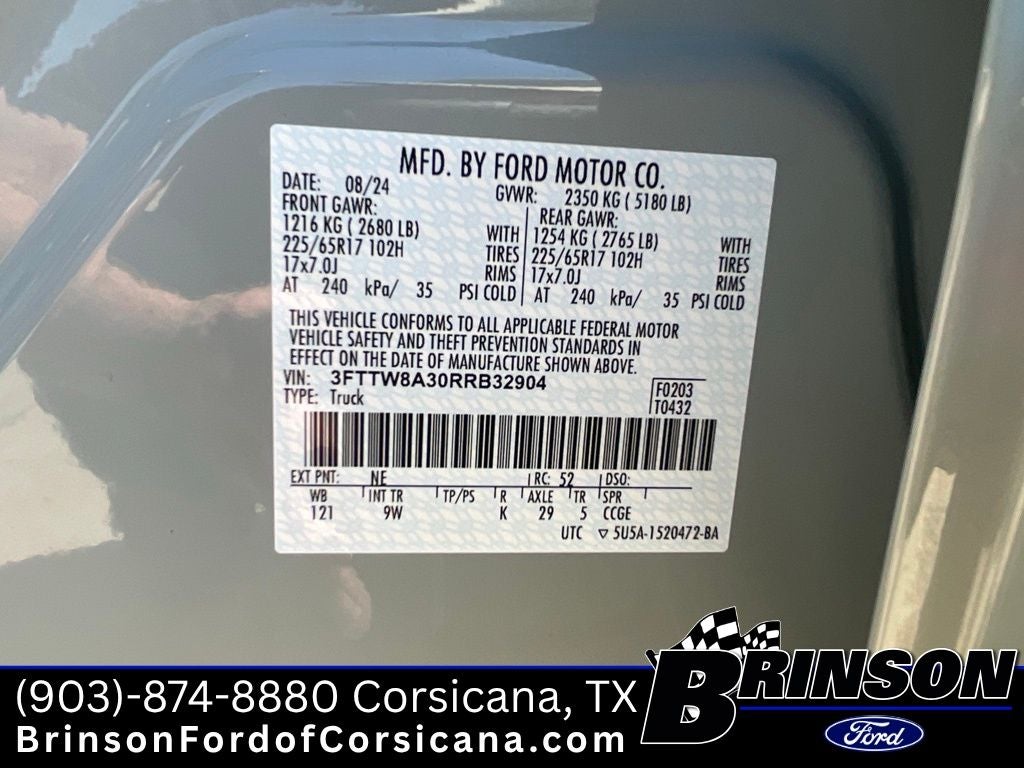 MFD. BY FORD MOTOR CO.
DATE: 08/24 GVWR: 2350 KG ( 5180 LB)
FRONT GAWR: REAR GAWR:
1216 KG ( 2680 LB) WITH 1254 KG ( 2765 LB) WITH
225/65R17 102H TIRES 225/65R17 102H TIRES
17x7.0J RIMS 17x7.0J RIMS
AT 240 kPa/ 35 PSI COLD AT 240 kPa/ 35 PSI COLD
THIS VEHICLE CONFORMS TO ALL APPLICABLE FEDERAL MOTOR
VEHICLE SAFETY AND THEFT PREVENTION STANDARDS IN
EFFECT ON THE DATE OF MANUFACTURE SHOWN ABOVE.
VIN: 3FTTW8A30RRB32904
TYPE: Truck
F0203
T0432
EXT PNT: NE RC: 52 DSO:
WB INT TR TP/PS R AXLE TR SPR
121 9W K 29 5 CCGE
UTC ▽ 5U5A-1520472-BA
(903)-874-8880 Corsicana, TX
BrinsonFordofCorsicana.com
BRINSON
Ford